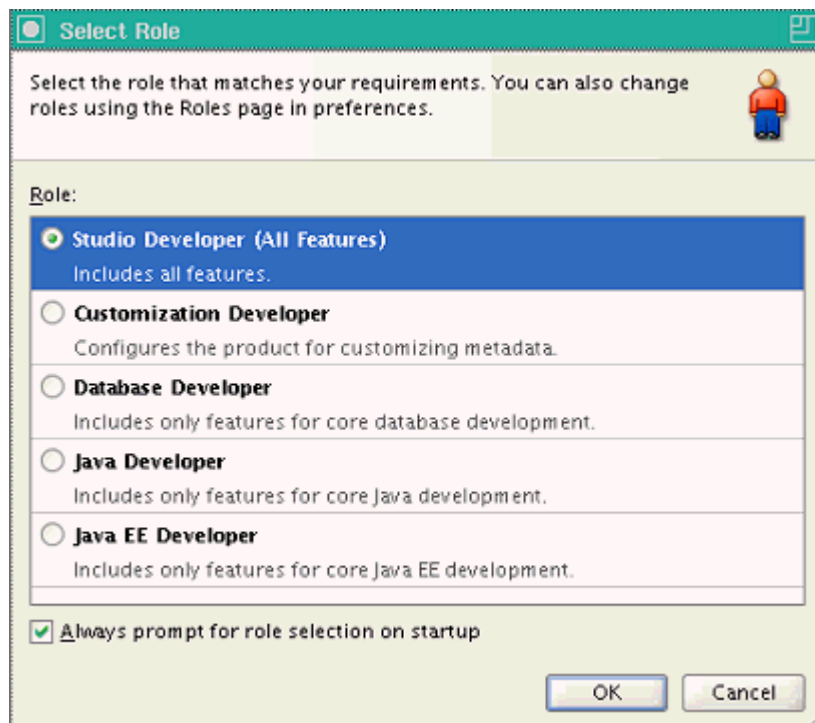 Select Role
Select the role that matches your requirements. You can also change
roles using the Roles page in preferences.
Role:
Studio Developer (All Features)
Includes all features.
Customization Developer
Configures the product for customizing metadata.
Database Developer
Includes only features for core database development.
Java Developer
Includes only features for core Java development.
Java EE Developer
Includes only features for core Java EE development.
Always prompt for role selection on startup
OK
Cancel